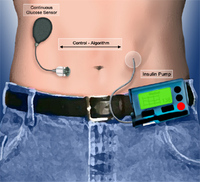 Continuous
Glucose Sensor
Control - Algorithm
Insulin Pump